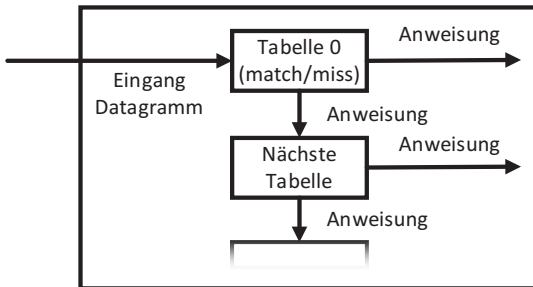 Tabelle 0
(match/miss)
Anweisung
Eingang
Datagramm
Anweisung
Nächste
Tabelle
Anweisung
Anweisung